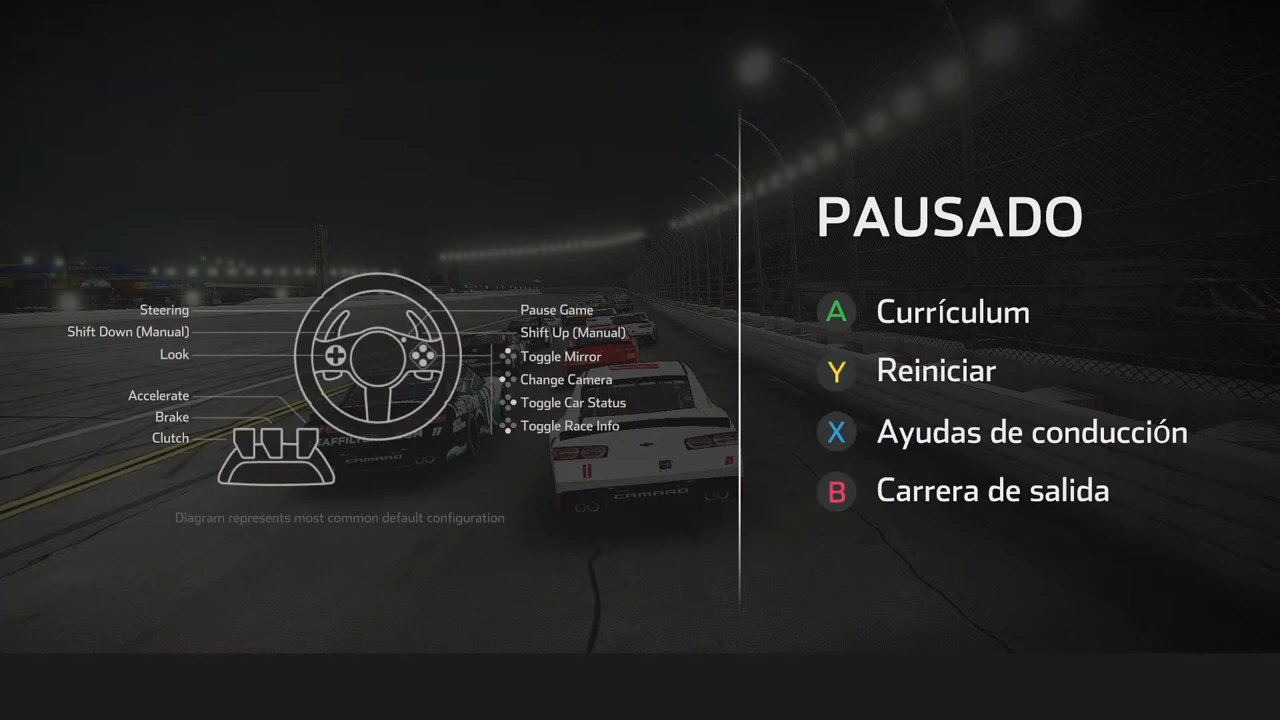 PAUSADO
A Currículum
Y Reiniciar
X Ayudas de conducción
B Carrera de salida
Steering
Shift Down (Manual)
Look
Accelerate
Brake
Clutch
Pause Game
Shift Up (Manual)
Toggle Mirror
Change Camera
Toggle Car Status
Toggle Race Info
Diagram represents most common default configuration
CAMARO
CAMARO